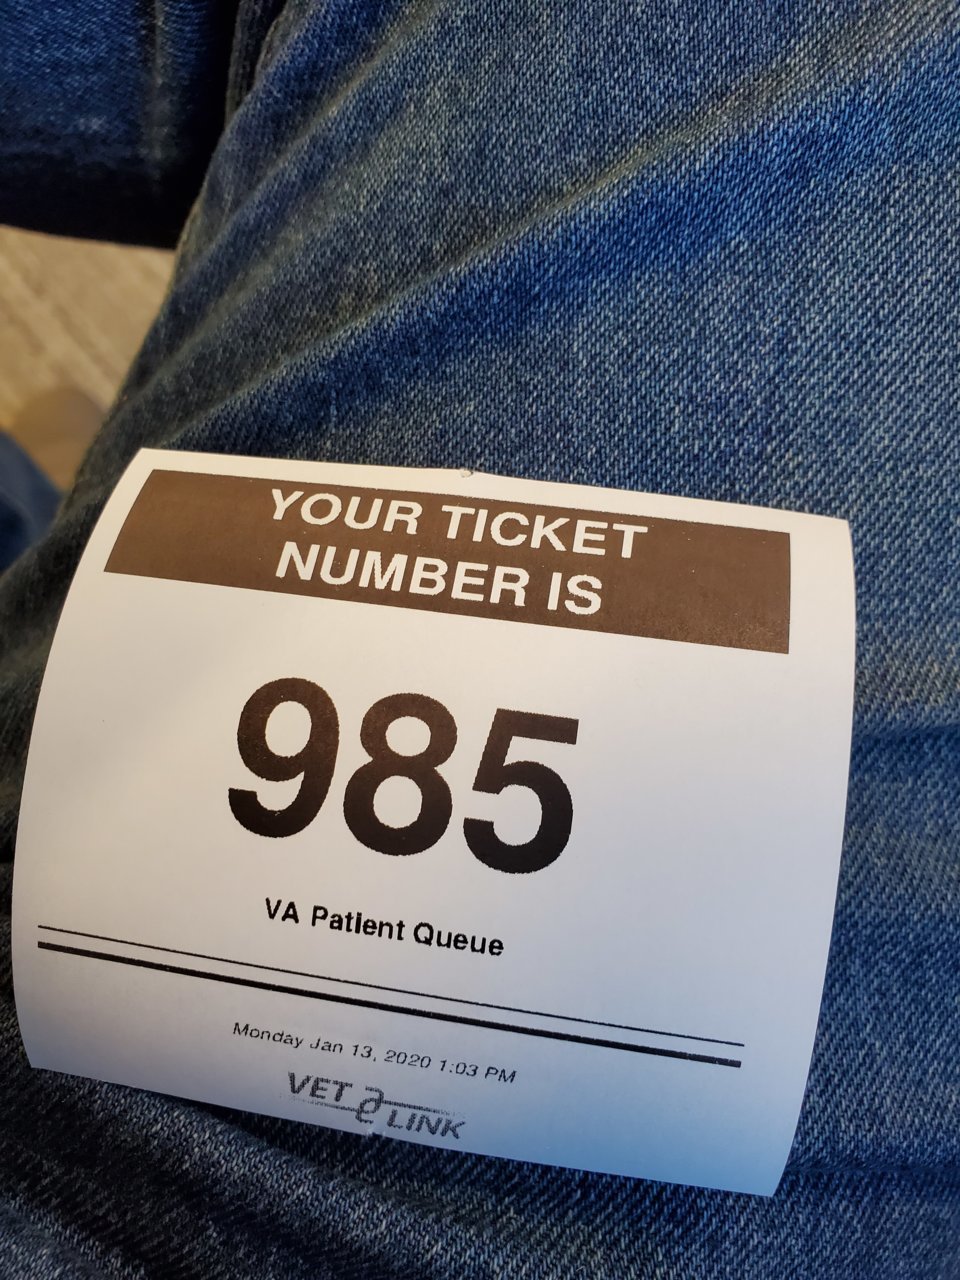 YOUR TICKET
NUMBER IS
985
VA Patient Queue
Monday Jan 13, 2020 1:03 PM
VET LINK